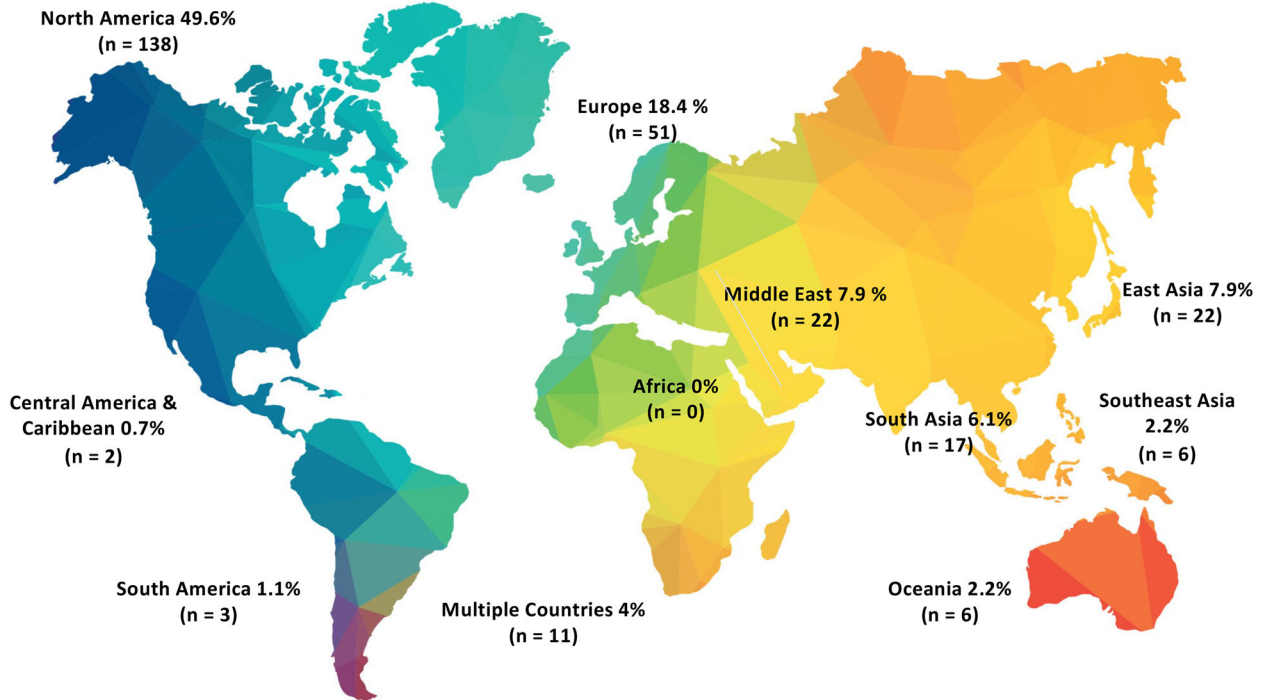 North America 49.6%
(n = 138)
Europe 18.4 %
(n = 51)
Middle East 7.9 %
(n = 22)
East Asia 7.9%
(n = 22)
Africa 0%
(n = 0)
Central America &
Caribbean 0.7%
(n = 2)
South Asia 6.1%
(n = 17)
Southeast Asia
2.2%
(n = 6)
South America 1.1%
(n = 3)
Multiple Countries 4%
(n = 11)
Oceania 2.2%
(n = 6)